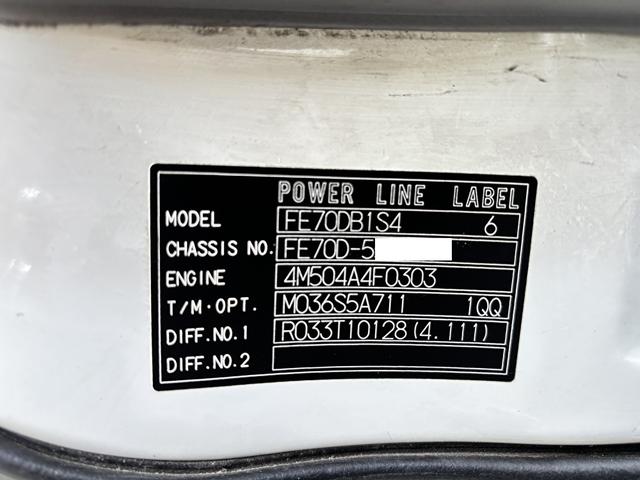 POWER LINE LABEL
MODEL FE70DB1S4 6
CHASSIS NO. FE70D-5
ENGINE 4M504A4F0303
T/M·OPT. M036S5A711 1QQ
DIFF.NO.1 R033T10128(4.111)
DIFF.NO.2